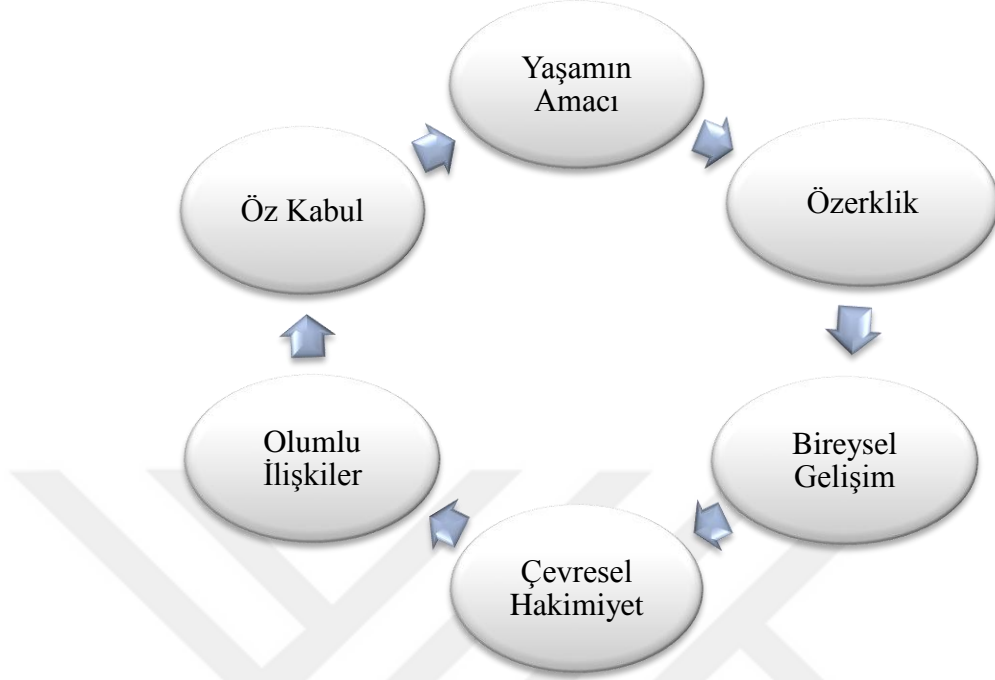 Yaşamın
Amacı
Özerklik
Bireysel
Gelişim
Çevresel
Hakimiyet
Olumlu
İlişkiler
Öz Kabul